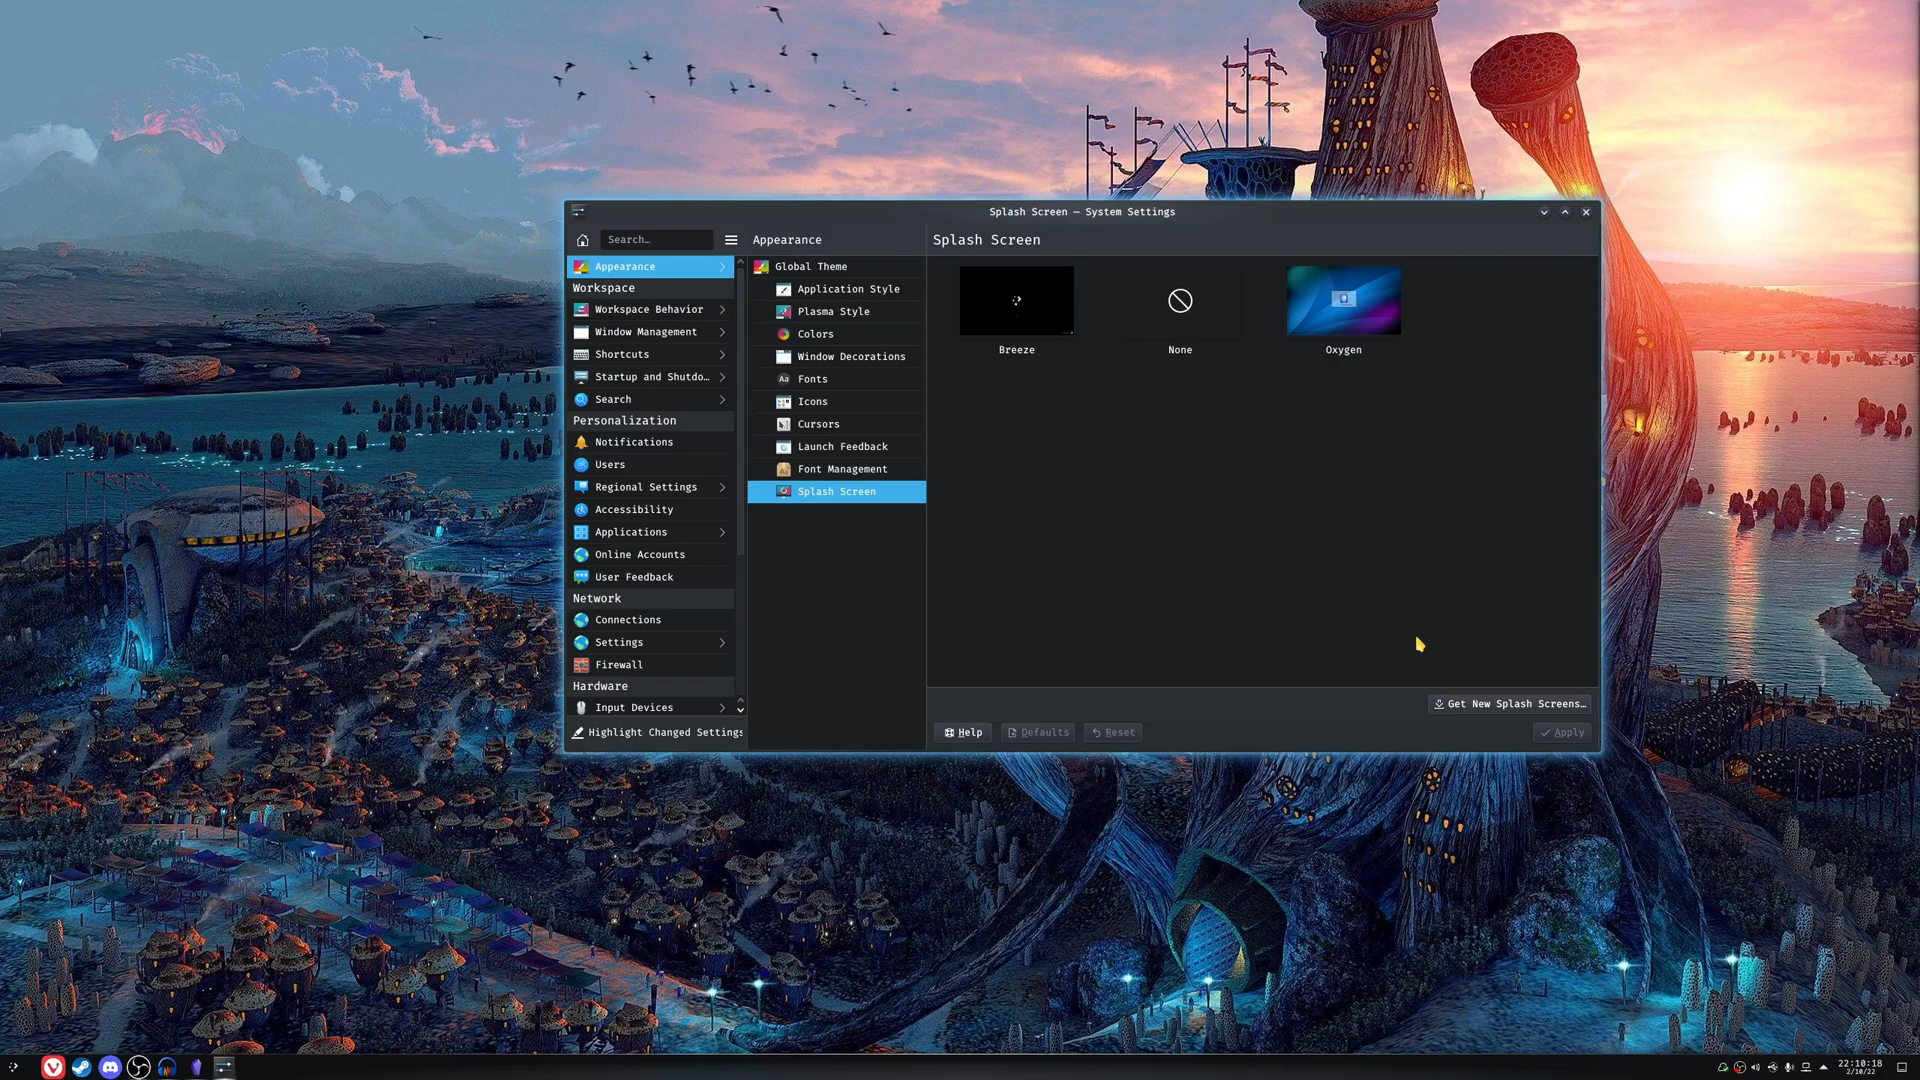 Splash Screen — System Settings
Search...
Appearance
Splash Screen
Appearance
Workspace
Workspace Behavior
Window Management
Shortcuts
Startup and Shutdo…
Search
Personalization
Notifications
Users
Regional Settings
Accessibility
Applications
Online Accounts
User Feedback
Network
Connections
Settings
Firewall
Hardware
Input Devices
Highlight Changed Settings
Global Theme
Application Style
Plasma Style
Colors
Window Decorations
Fonts
Icons
Cursors
Launch Feedback
Font Management
Splash Screen
Breeze
None
Oxygen
Get New Splash Screens…
Help
Defaults
Reset
Apply
22:10:18
2/10/22